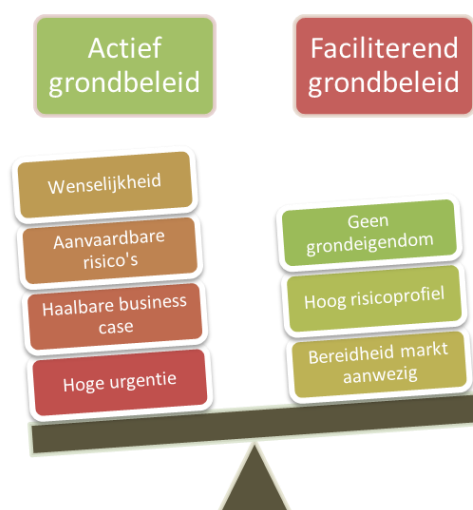 Actief
grondbeleid
Faciliterend
grondbeleid
Wenselijkheid
Aanvaardbare
risico's
Haalbare business
case
Hoge urgentie
Geen
grondeigendom
Hoog risicoprofiel
Bereidheid markt
aanwezig